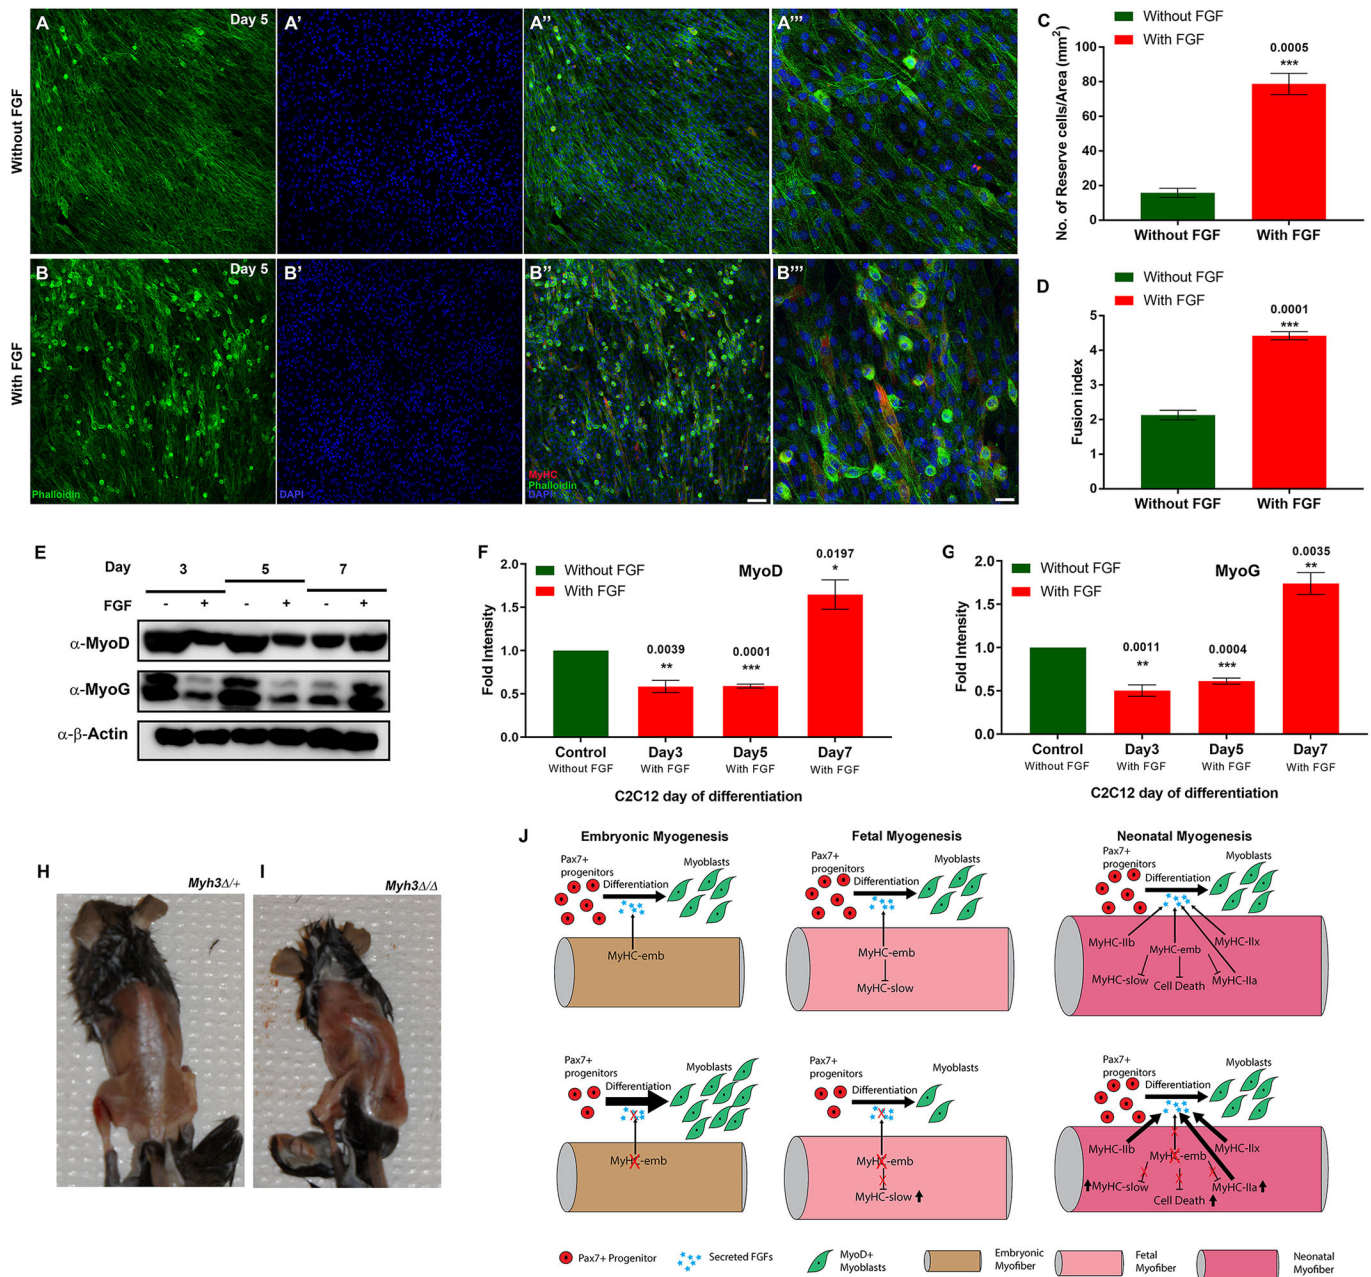 A
Day 5
A'
A''
A'''
Without FGF
B
Day 5
B'
B''
B'''
With FGF
Phalloidin
DAPI
MyHC
Phalloidin
DAPI
C
Without FGF
With FGF
No. of Reserve cells/Area (mm²)
100
80
60
40
20
0
0.0005
***
Without FGF
With FGF
D
Without FGF
With FGF
Fusion index
5
4
3
2
1
0
0.0001
***
Without FGF
With FGF
E
Day
3
5
7
FGF
- + - + - +
α-MyoD
α-MyoG
α-β-Actin
F
Without FGF
With FGF
MyoD
Fold Intensity
2.0
1.5
1.0
0.5
0.0
0.0039
**
0.0001
***
0.0197
*
Control Day3 Day5 Day7
Without FGF With FGF With FGF With FGF
C2C12 day of differentiation
G
Without FGF
With FGF
MyoG
Fold Intensity
2.0
1.5
1.0
0.5
0.0
0.0011
**
0.0004
***
0.0035
**
Control Day3 Day5 Day7
Without FGF With FGF With FGF With FGF
C2C12 day of differentiation
H
Myh3Δ/+
I
Myh3Δ/Δ
J
Embryonic Myogenesis
Pax7+
progenitors
Myoblasts
Differentiation
MyHC-emb
Fetal Myogenesis
Pax7+
progenitors
Myoblasts
Differentiation
MyHC-emb
MyHC-slow
Neonatal Myogenesis
Pax7+
progenitors
Myoblasts
Differentiation
MyHC-IIb
MyHC-emb
MyHC-IIx
MyHC-slow
Cell Death
MyHC-IIa
Pax7+
progenitors
Myoblasts
Differentiation
MyHC-emb
Pax7+
progenitors
Myoblasts
Differentiation
MyHC-emb
MyHC-slow
Pax7+
progenitors
Myoblasts
Differentiation
MyHC-IIb
MyHC-emb
MyHC-IIx
MyHC-slow
Cell Death
MyHC-IIa
Pax7+ Progenitor
Secreted FGFs
MyoD+
Myoblasts
Embryonic
Myofiber
Fetal
Myofiber
Neonatal
Myofiber